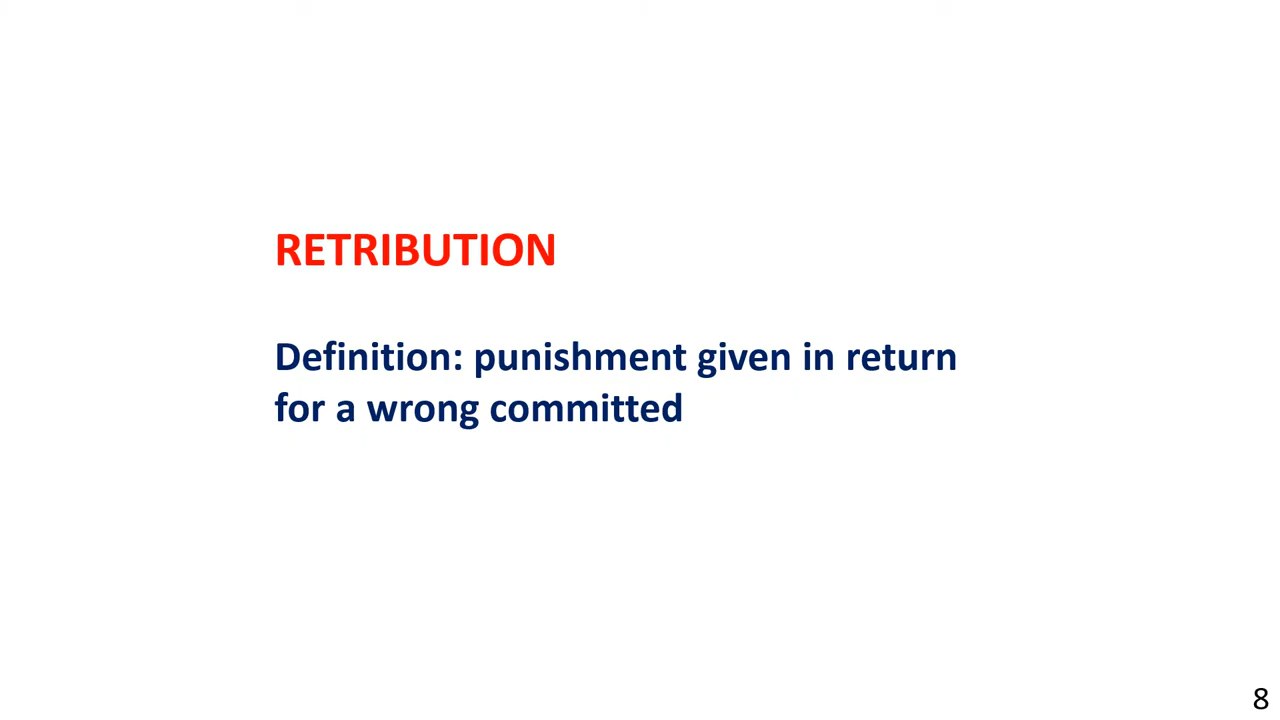 RETRIBUTION
Definition: punishment given in return
for a wrong committed
8